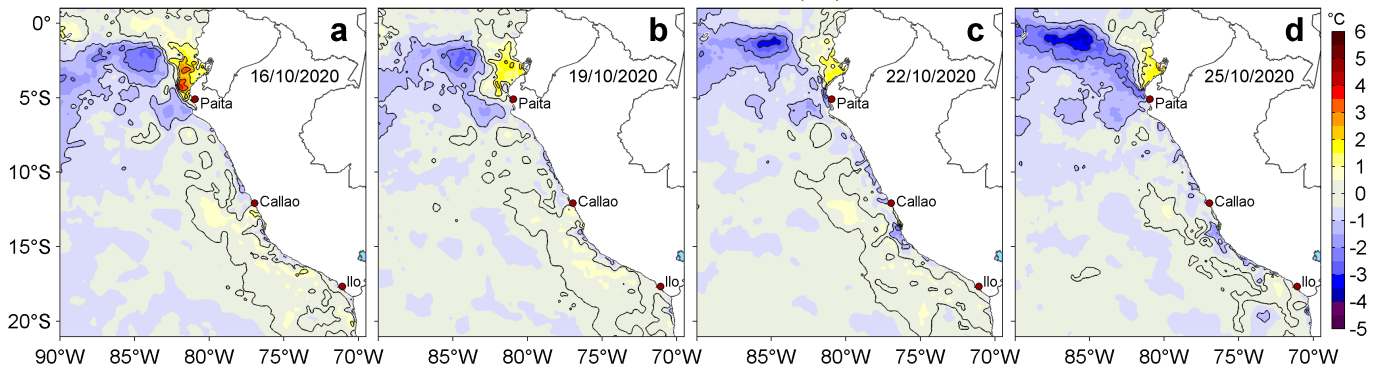 a
b
c
d
°C
0°
5°S
10°S
15°S
20°S
16/10/2020
19/10/2020
22/10/2020
25/10/2020
Paita
Paita
Paita
Paita
Callao
Callao
Callao
Callao
Ilo
Ilo
Ilo
Ilo
6
5
4
3
2
1
0
-1
-2
-3
-4
-5
90°W
85°W
80°W
75°W
70°W
85°W
80°W
75°W
70°W
85°W
80°W
75°W
70°W
85°W
80°W
75°W
70°W